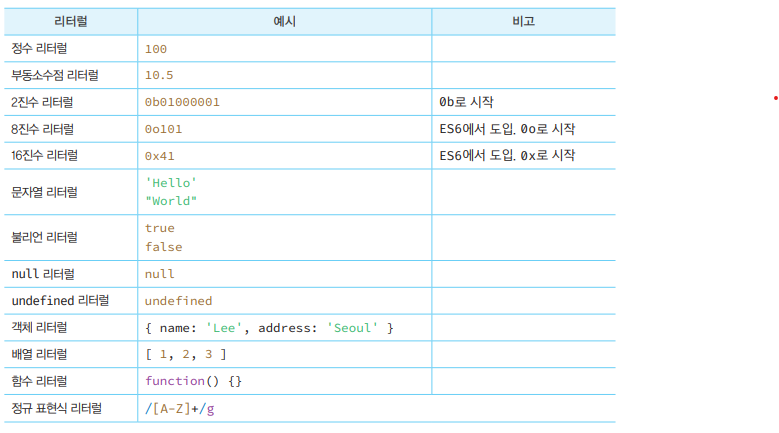 리터럴 예시 비고
정수 리터럴 100
부동소수점 리터럴 10.5
2진수 리터럴 0b01000001 0b로 시작
8진수 리터럴 0o101 ES6에서 도입. 0o로 시작
16진수 리터럴 0x41 ES6에서 도입. 0x로 시작
문자열 리터럴 'Hello'
"World"
불리언 리터럴 true
false
null 리터럴 null
undefined 리터럴 undefined
객체 리터럴 { name: 'Lee', address: 'Seoul' }
배열 리터럴 [ 1, 2, 3 ]
함수 리터럴 function() {}
정규 표현식 리터럴 /[A-Z]+/g